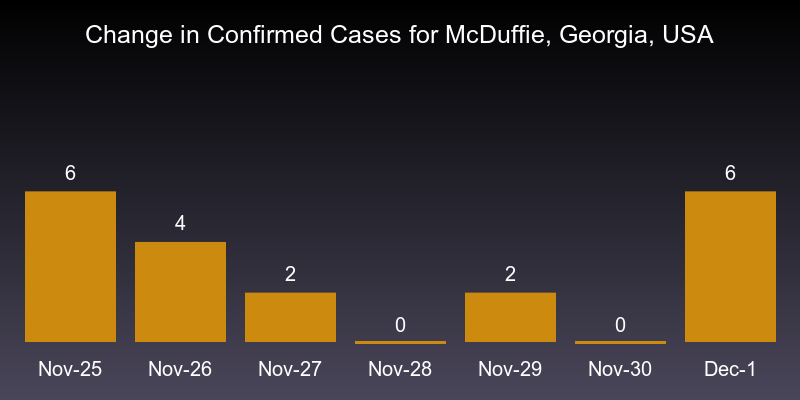 Change in Confirmed Cases for McDuffie, Georgia, USA
6
4
2
0
2
0
6
Nov-25
Nov-26
Nov-27
Nov-28
Nov-29
Nov-30
Dec-1